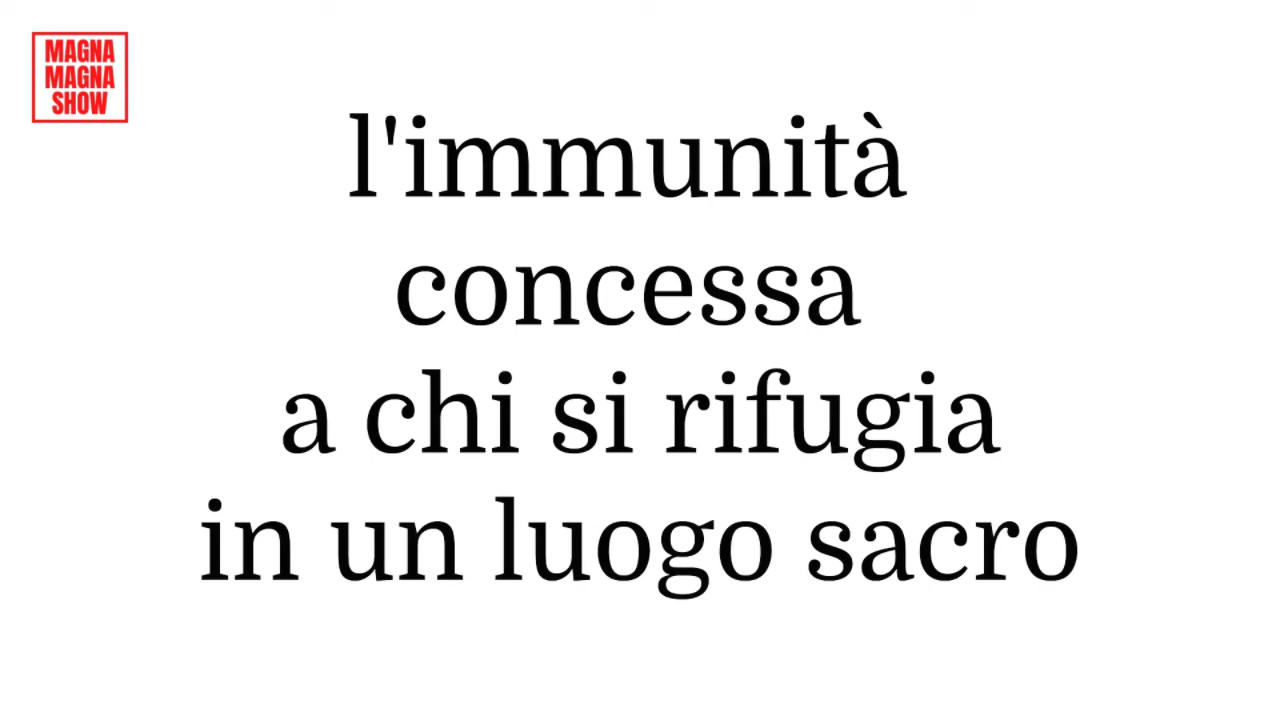 MAGNA
MAGNA
SHOW
l'immunità
concessa
a chi si rifugia
in un luogo sacro